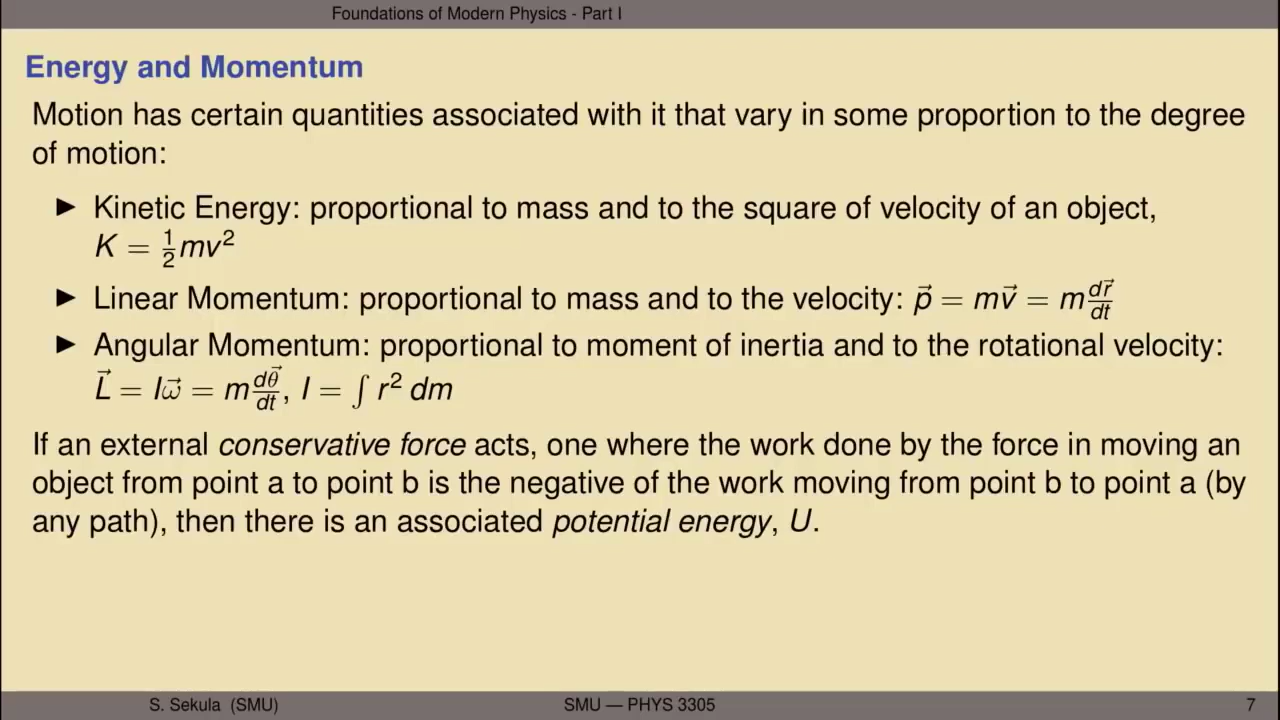 Foundations of Modern Physics - Part I
Energy and Momentum
Motion has certain quantities associated with it that vary in some proportion to the degree
of motion:
▶ Kinetic Energy: proportional to mass and to the square of velocity of an object,
K = ½mv²
▶ Linear Momentum: proportional to mass and to the velocity: p⃗ = mv⃗ = m dr⃗/dt
▶ Angular Momentum: proportional to moment of inertia and to the rotational velocity:
L⃗ = Iω⃗ = m dθ⃗/dt, I = ∫ r² dm
If an external conservative force acts, one where the work done by the force in moving an
object from point a to point b is the negative of the work moving from point b to point a (by
any path), then there is an associated potential energy, U.
S. Sekula (SMU) SMU — PHYS 3305 7